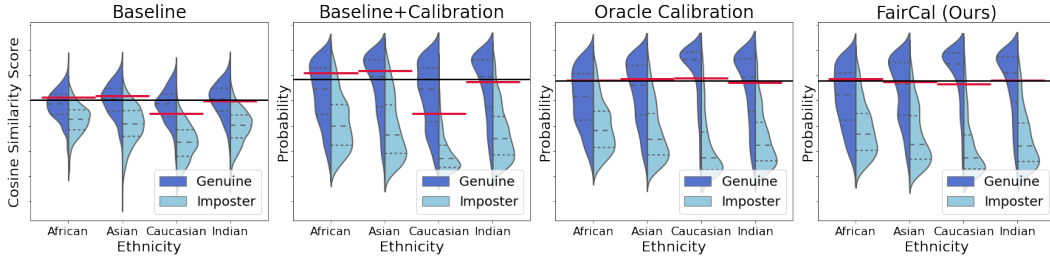 Baseline
Cosine Similarity Score
Genuine
Imposter
African Asian Caucasian Indian
Ethnicity
Baseline+Calibration
Probability
Genuine
Imposter
African Asian Caucasian Indian
Ethnicity
Oracle Calibration
Probability
Genuine
Imposter
African Asian Caucasian Indian
Ethnicity
FairCal (Ours)
Probability
Genuine
Imposter
African Asian Caucasian Indian
Ethnicity